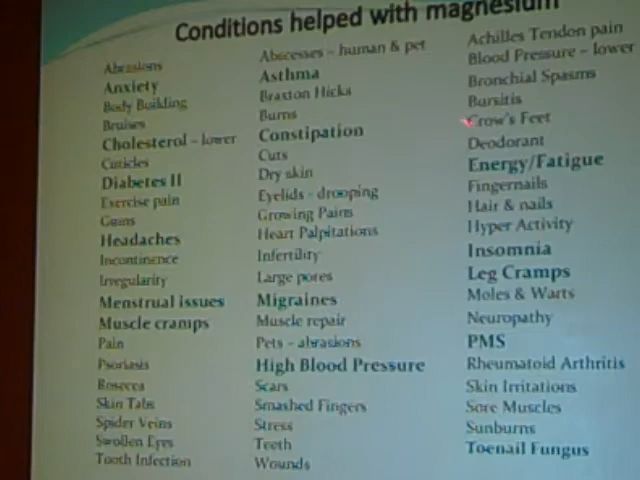 Conditions helped with magnesium
Abrasions
Anxiety
Body Building
Bruises
Cholesterol – lower
Cuticles
Diabetes II
Exercise pain
Gums
Headaches
Incontinence
Irregularity
Menstrual issues
Muscle cramps
Pain
Psoriasis
Rosecea
Skin Tabs
Spider Veins
Swollen Eyes
Tooth Infection
Abscesses – human & pet
Asthma
Braxton Hicks
Burns
Constipation
Cuts
Dry skin
Eyelids - drooping
Growing Pains
Heart Palpitations
Infertility
Large pores
Migraines
Muscle repair
Pets – abrasions
High Blood Pressure
Scars
Smashed Fingers
Stress
Teeth
Wounds
Achilles Tendon pain
Blood Pressure – lower
Bronchial Spasms
Bursitis
Crow's Feet
Deodorant
Energy/Fatigue
Fingernails
Hair & nails
Hyper Activity
Insomnia
Leg Cramps
Moles & Warts
Neuropathy
PMS
Rheumatoid Arthritis
Skin Irritations
Sore Muscles
Sunburns
Toenail Fungus